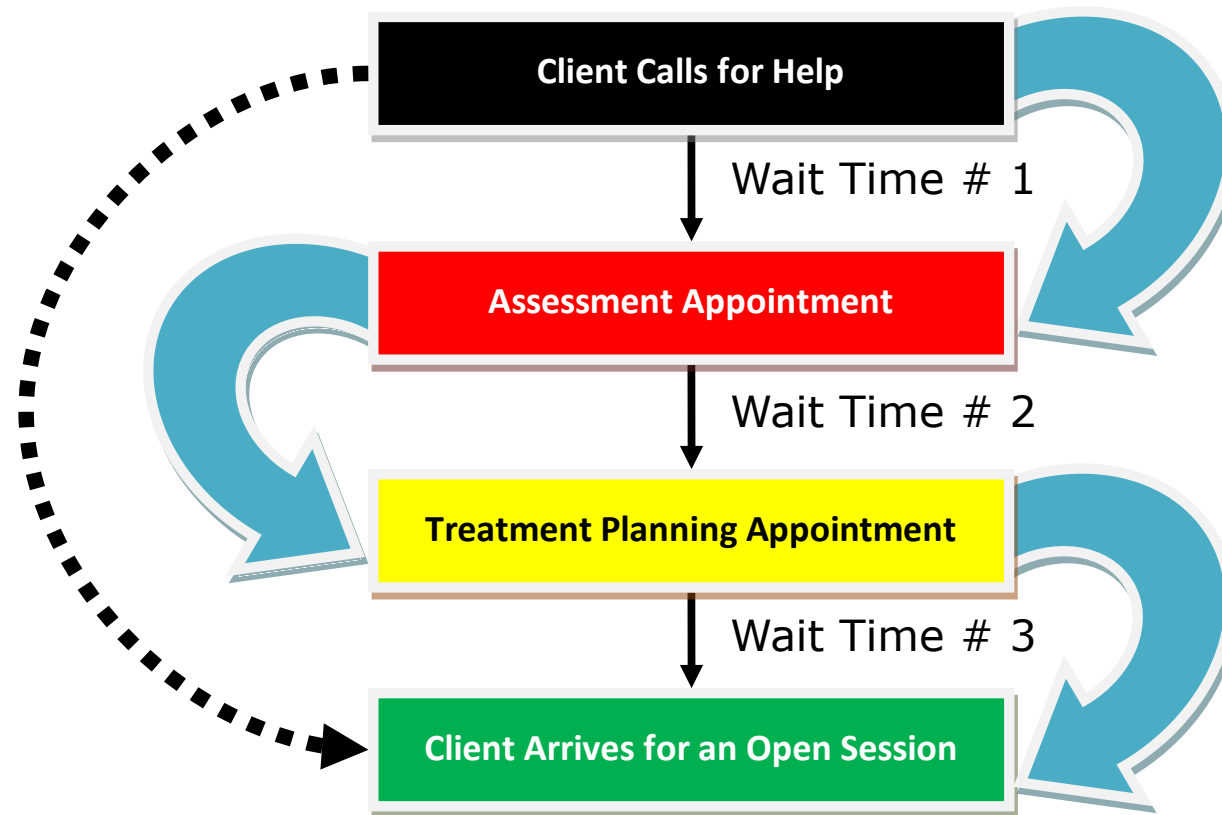 Client Calls for Help
Wait Time # 1
Assessment Appointment
Wait Time # 2
Treatment Planning Appointment
Wait Time # 3
Client Arrives for an Open Session